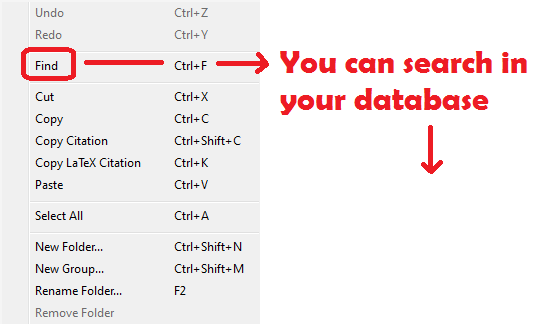 Undo Ctrl+Z
Redo Ctrl+Y
Find Ctrl+F You can search in
your database
Cut Ctrl+X
Copy Ctrl+C
Copy Citation Ctrl+Shift+C
Copy LaTeX Citation Ctrl+K
Paste Ctrl+V
Select All Ctrl+A
New Folder... Ctrl+Shift+N
New Group... Ctrl+Shift+M
Rename Folder... F2
Remove Folder